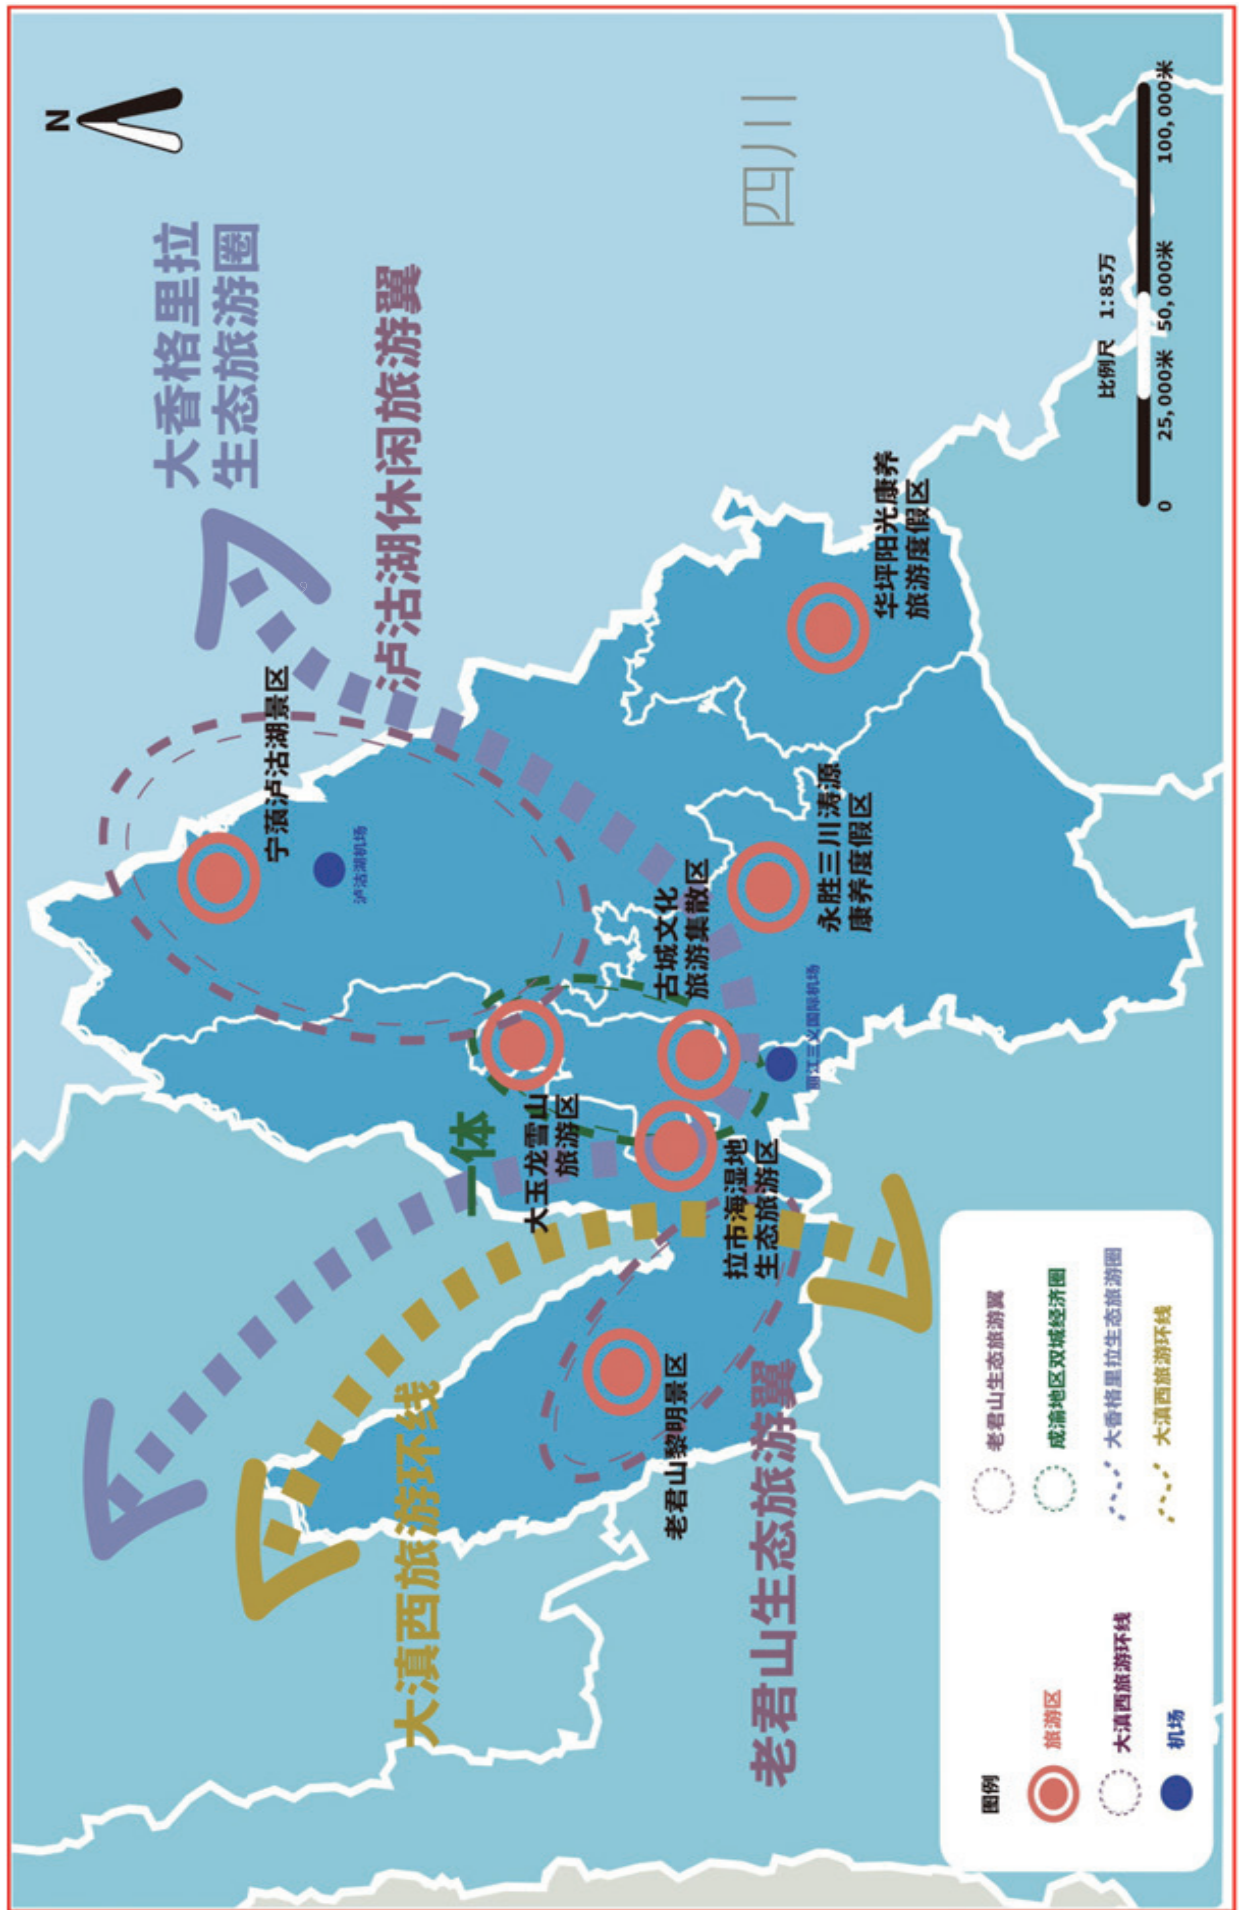 N
大香格里拉
生态旅游圈
泸沽湖休闲旅游翼
四川
宁蒗泸沽湖景区
泸沽湖机场
一体
大玉龙雪山
旅游区
古城文化
旅游集散区
拉市海湿地
生态旅游区
丽江三义国际机场
永胜三川涛源
康养度假区
华坪阳光康养
旅游度假区
大滇西旅游环线
老君山黎明景区
老君山生态旅游翼
比例尺 1:85万
0 25,000米 50,000米 100,000米
图例
旅游区
大滇西旅游环线
机场
老君山生态旅游翼
成渝地区双城经济圈
大香格里拉生态旅游圈
大滇西旅游环线